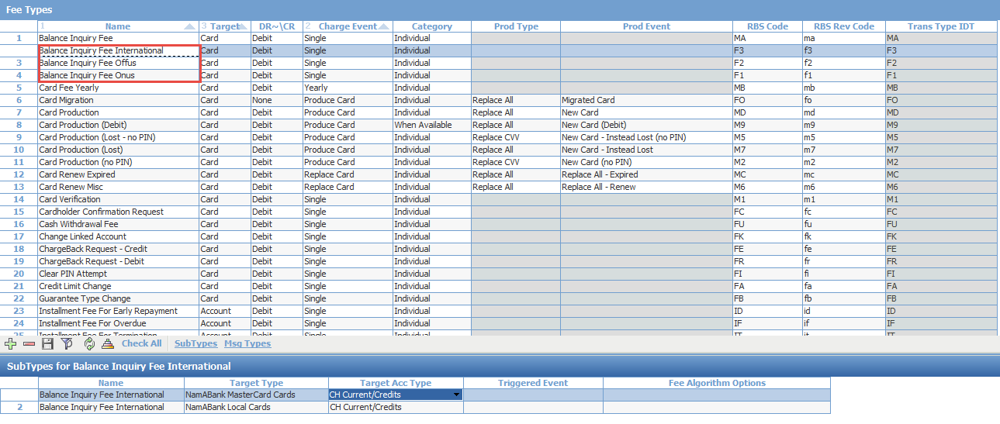 Fee Types
1 Name 3 Target DR~\CR 2 Charge Event Category Prod Type Prod Event RBS Code RBS Rev Code Trans Type IDT
1 Balance Inquiry Fee Card Debit Single Individual MA ma MA
Balance Inquiry Fee International Card Debit Single Individual F3 f3 F3
3 Balance Inquiry Fee Offus Card Debit Single Individual F2 f2 F2
4 Balance Inquiry Fee Onus Card Debit Single Individual F1 f1 F1
5 Card Fee Yearly Card Debit Yearly Individual MB mb MB
6 Card Migration Card None Produce Card Individual Replace All Migrated Card FO fo FO
7 Card Production Card Debit Produce Card Individual Replace All New Card MD md MD
8 Card Production (Debit) Card Debit Produce Card When Available Replace All New Card (Debit) M9 m9 M9
9 Card Production (Lost - no PIN) Card Debit Produce Card Individual Replace CVV New Card - Instead Lost (no PIN) M5 m5 M5
10 Card Production (Lost) Card Debit Produce Card Individual Replace All New Card - Instead Lost M7 m7 M7
11 Card Production (no PIN) Card Debit Produce Card Individual Replace CVV New Card (no PIN) M2 m2 M2
12 Card Renew Expired Card Debit Replace Card Individual Replace All Replace All - Expired MC mc MC
13 Card Renew Misc Card Debit Replace Card Individual Replace All Replace All - Renew M6 m6 M6
14 Card Verification Card Debit Single Individual M1 m1 M1
15 Cardholder Confirmation Request Card Debit Single Individual FC fc FC
16 Cash Withdrawal Fee Card Debit Single Individual FU fu FU
17 Change Linked Account Card Debit Single Individual FK fk FK
18 ChargeBack Request - Credit Card Debit Single Individual FE fe FE
19 ChargeBack Request - Debit Card Debit Single Individual FR fr FR
20 Clear PIN Attempt Card Debit Single Individual FI fi FI
21 Credit Limit Change Card Debit Single Individual FA fa FA
22 Guarantee Type Change Card Debit Single Individual FB fb FB
23 Installment Fee For Early Repayment Account Debit Single Individual ID id ID
24 Installment Fee For Overdue Account Debit Single Individual IF if IF
25 Installment Fee For Termination Account Debit Single Individual IT it IT
Check All SubTypes Msg Types
SubTypes for Balance Inquiry Fee International
Name Target Type Target Acc Type Triggered Event Fee Algorithm Options
Balance Inquiry Fee International NamABank MasterCard Cards CH Current/Credits
2 Balance Inquiry Fee International NamABank Local Cards CH Current/Credits